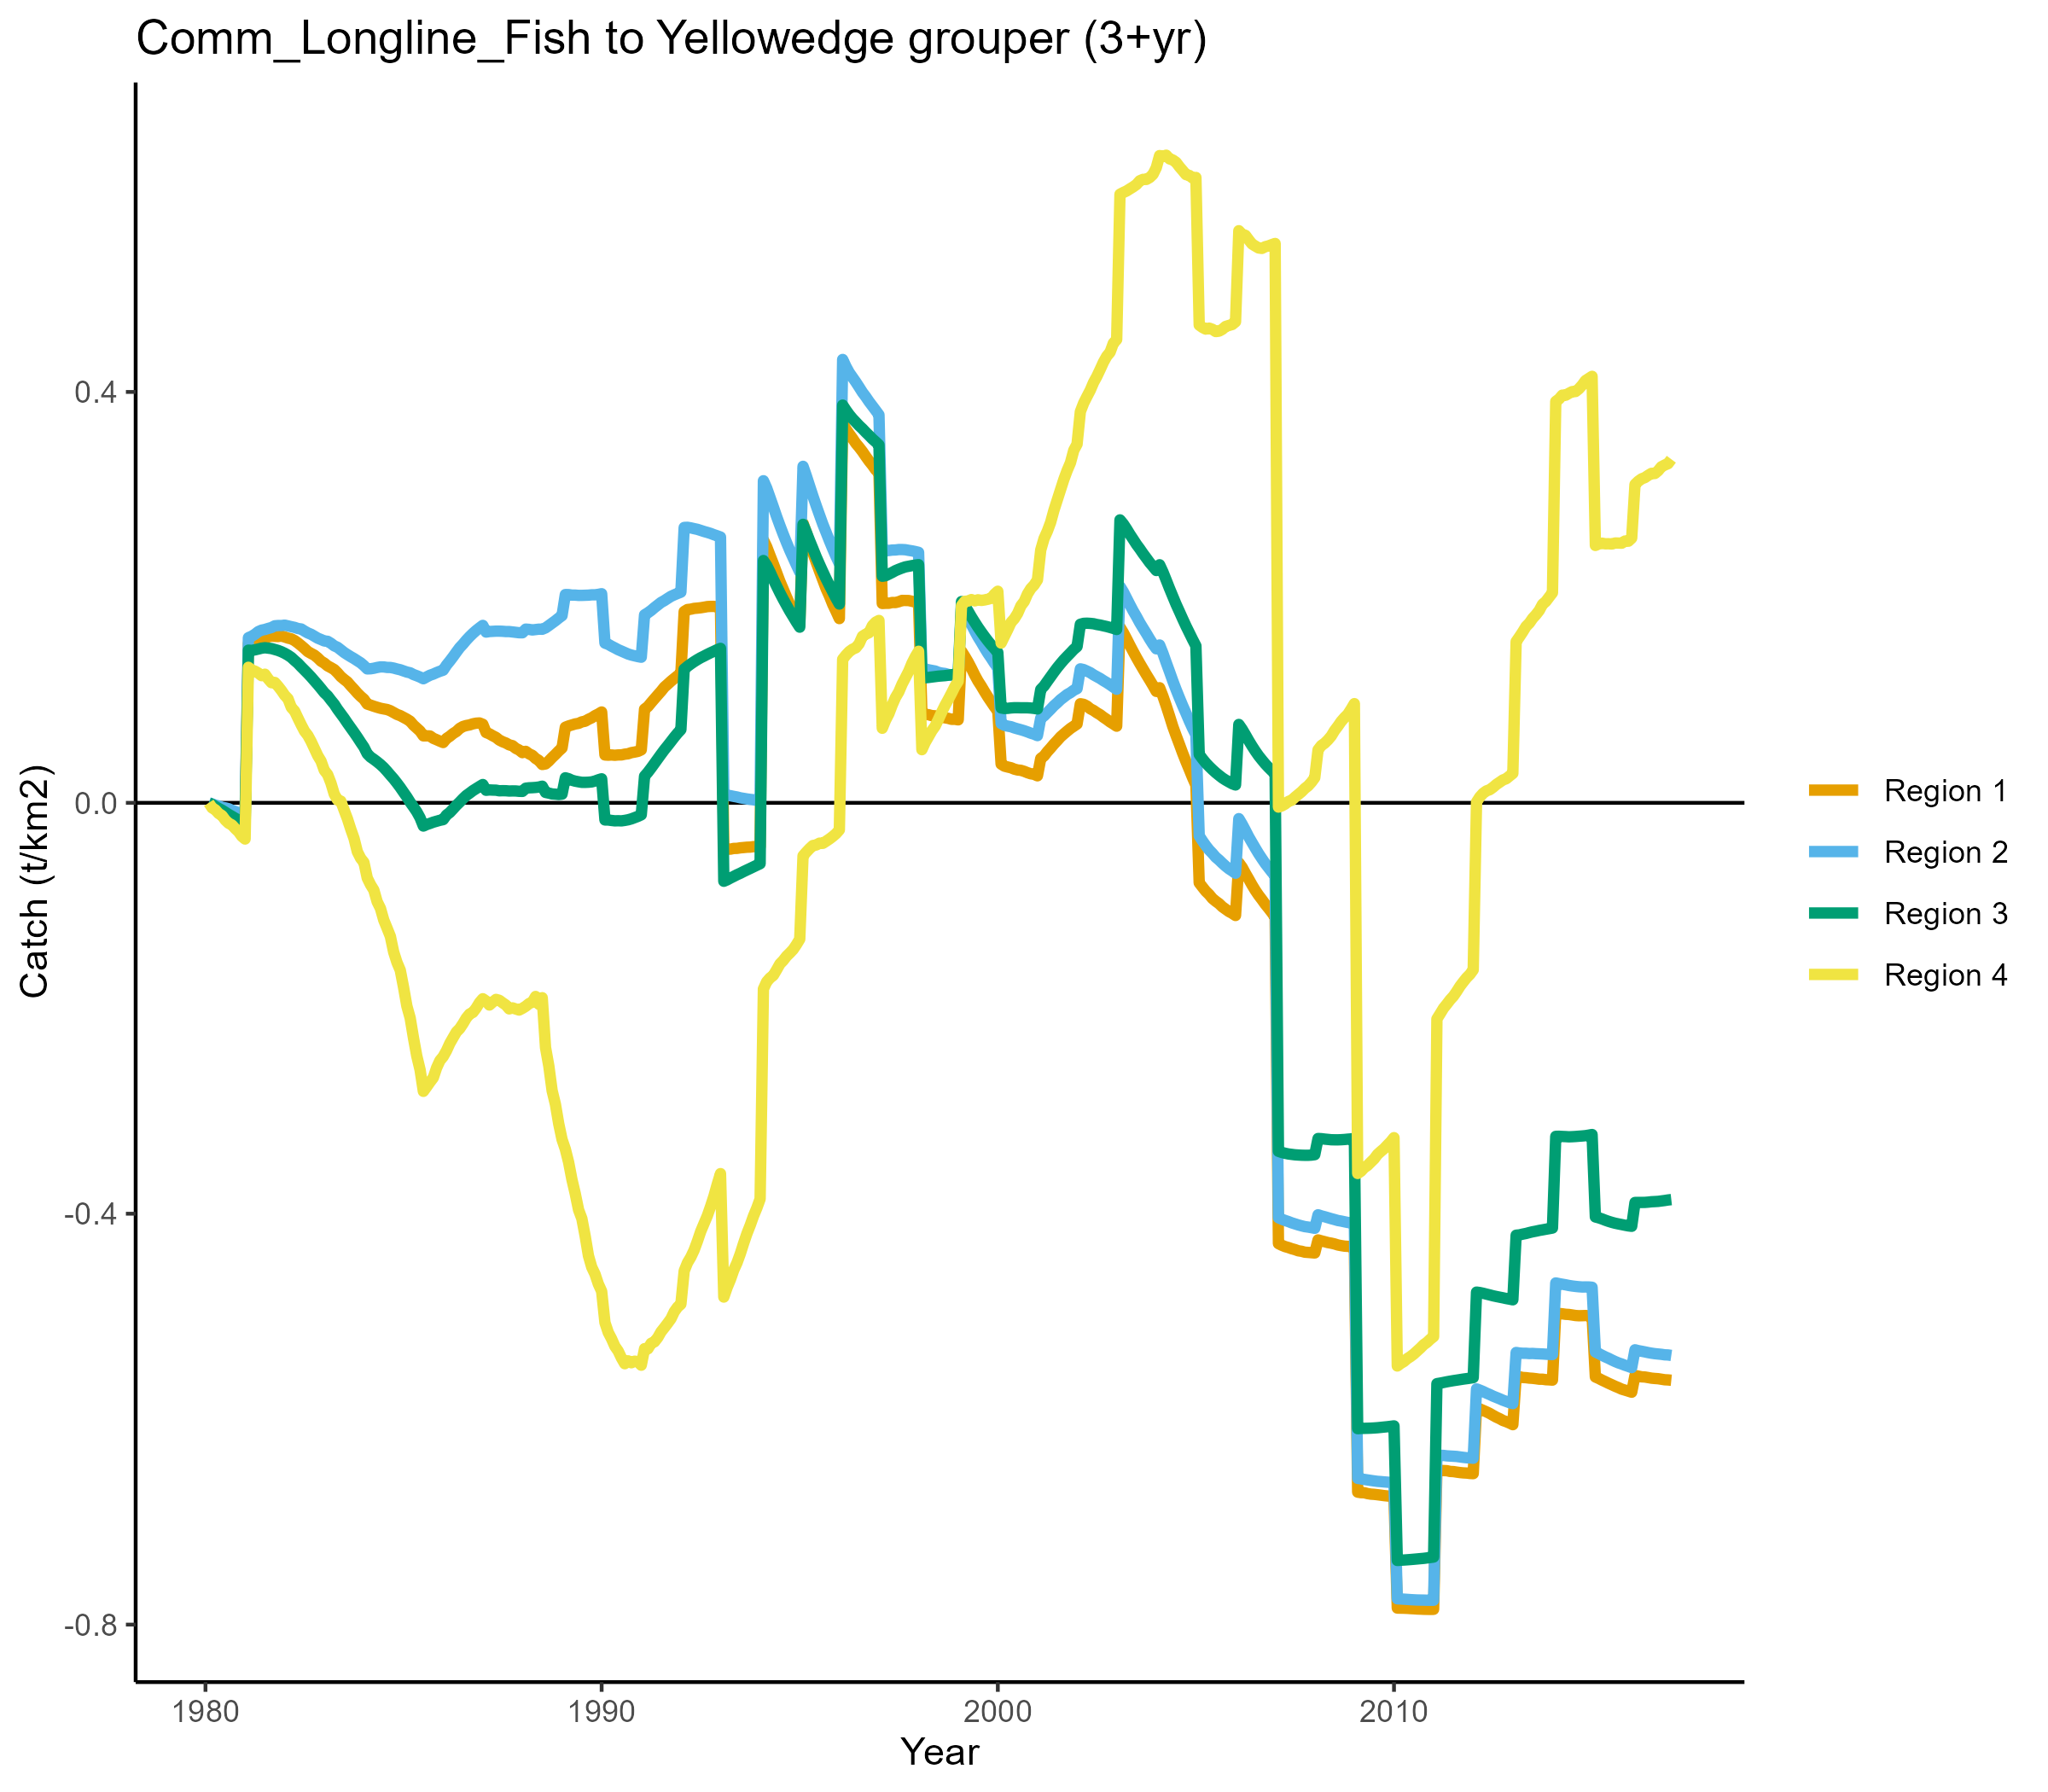 Comm_Longline_Fish to Yellowedge grouper (3+yr)
Catch (t/km2)
0.4
0.0
-0.4
-0.8
1980
1990
2000
2010
Year
Region 1
Region 2
Region 3
Region 4